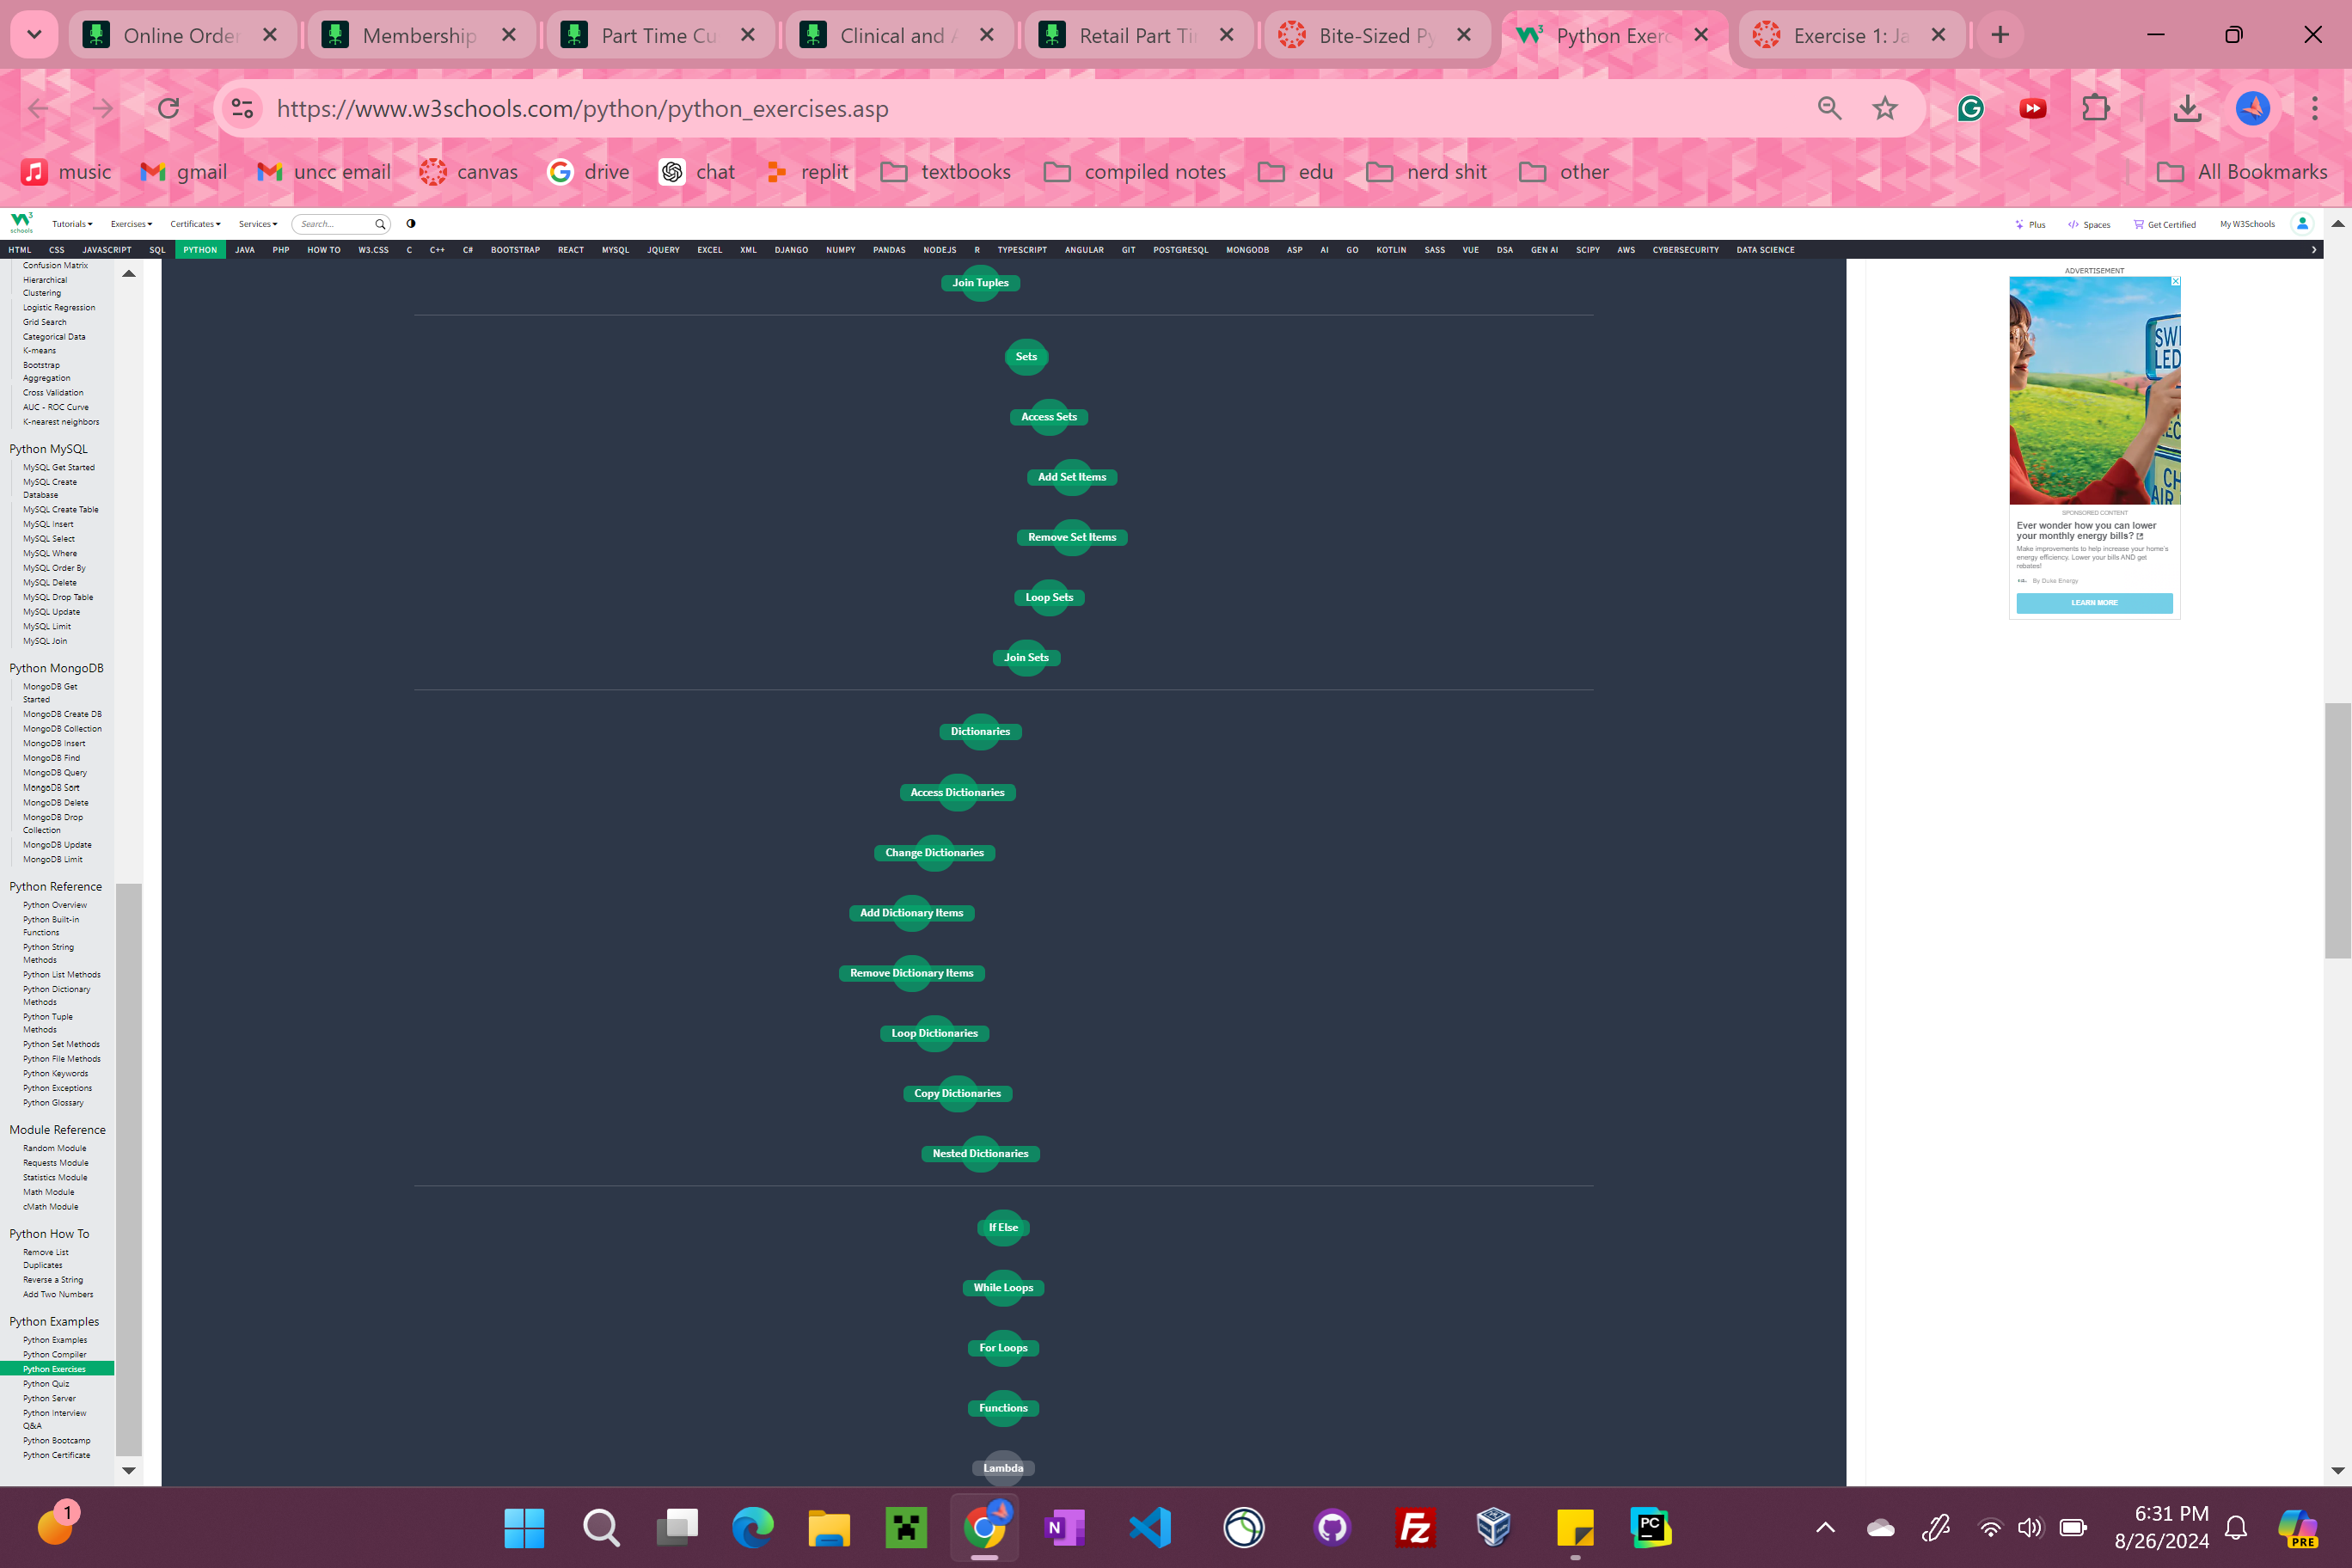 Online Order
Membership
Part Time Cu
Clinical and A
Retail Part Tir
Bite-Sized Py
Python Exerc
Exercise 1: Ja
https://www.w3schools.com/python/python_exercises.asp
music
gmail
uncc email
canvas
drive
chat
replit
textbooks
compiled notes
edu
nerd shit
other
All Bookmarks
W3
schools
Tutorials
Exercises
Certificates
Services
Search...
Plus
Spaces
Get Certified
My W3Schools
HTML
CSS
JAVASCRIPT
SQL
PYTHON
JAVA
PHP
HOW TO
W3.CSS
C
C++
C#
BOOTSTRAP
REACT
MYSQL
JQUERY
EXCEL
XML
DJANGO
NUMPY
PANDAS
NODEJS
R
TYPESCRIPT
ANGULAR
GIT
POSTGRESQL
MONGODB
ASP
AI
GO
KOTLIN
SASS
VUE
DSA
GEN AI
SCIPY
AWS
CYBERSECURITY
DATA SCIENCE
Confusion Matrix
Hierarchical
Clustering
Logistic Regression
Grid Search
Categorical Data
K-means
Bootstrap
Aggregation
Cross Validation
AUC - ROC Curve
K-nearest neighbors
Python MySQL
MySQL Get Started
MySQL Create
Database
MySQL Create Table
MySQL Insert
MySQL Select
MySQL Where
MySQL Order By
MySQL Delete
MySQL Drop Table
MySQL Update
MySQL Limit
MySQL Join
Python MongoDB
MongoDB Get
Started
MongoDB Create DB
MongoDB Collection
MongoDB Insert
MongoDB Find
MongoDB Query
MongoDB Sort
MongoDB Delete
MongoDB Drop
Collection
MongoDB Update
MongoDB Limit
Python Reference
Python Overview
Python Built-in
Functions
Python String
Methods
Python List Methods
Python Dictionary
Methods
Python Tuple
Methods
Python Set Methods
Python File Methods
Python Keywords
Python Exceptions
Python Glossary
Module Reference
Random Module
Requests Module
Statistics Module
Math Module
cMath Module
Python How To
Remove List
Duplicates
Reverse a String
Add Two Numbers
Python Examples
Python Examples
Python Compiler
Python Exercises
Python Quiz
Python Server
Python Interview
Q&A
Python Bootcamp
Python Certificate
Join Tuples
Sets
Access Sets
Add Set Items
Remove Set Items
Loop Sets
Join Sets
Dictionaries
Access Dictionaries
Change Dictionaries
Add Dictionary Items
Remove Dictionary Items
Loop Dictionaries
Copy Dictionaries
Nested Dictionaries
If Else
While Loops
For Loops
Functions
Lambda
ADVERTISEMENT
SW
LED
EC
CH
AIR
SPONSORED CONTENT
Ever wonder how you can lower
your monthly energy bills?
Make improvements to help increase your home's
energy efficiency. Lower your bills AND get
rebates!
By Duke Energy
LEARN MORE
1
N
Fz
PC
6:31 PM
8/26/2024
PRE